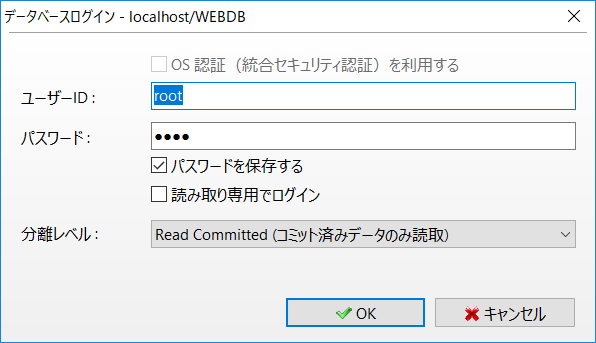 データベースログイン - localhost/WEBDB
OS 認証（統合セキュリティ認証）を利用する
ユーザーID :
root
パスワード :
●●●●
パスワードを保存する
読み取り専用でログイン
分離レベル :
Read Committed (コミット済みデータのみ読取)
OK
キャンセル